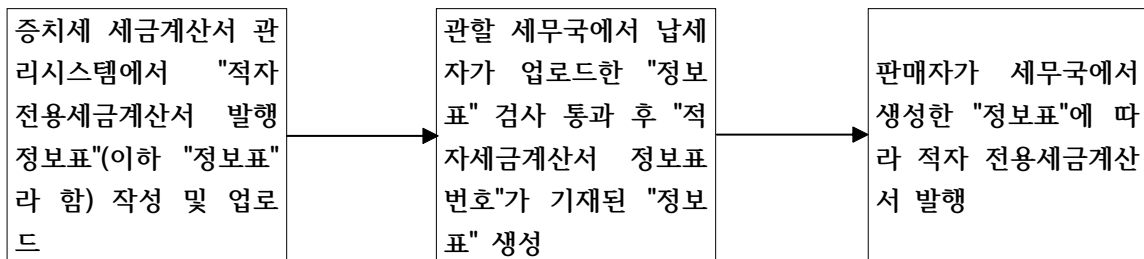 증치세 세금계산서 관
리시스템에서 "적자
전용세금계산서 발행
정보표"(이하 "정보표"
라 함) 작성 및 업로
드
관할 세무국에서 납세
자가 업로드한 "정보
표" 검사 통과 후 "적
자세금계산서 정보표
번호"가 기재된 "정보
표" 생성
판매자가 세무국에서
생성한 "정보표"에 따
라 적자 전용세금계산
서 발행